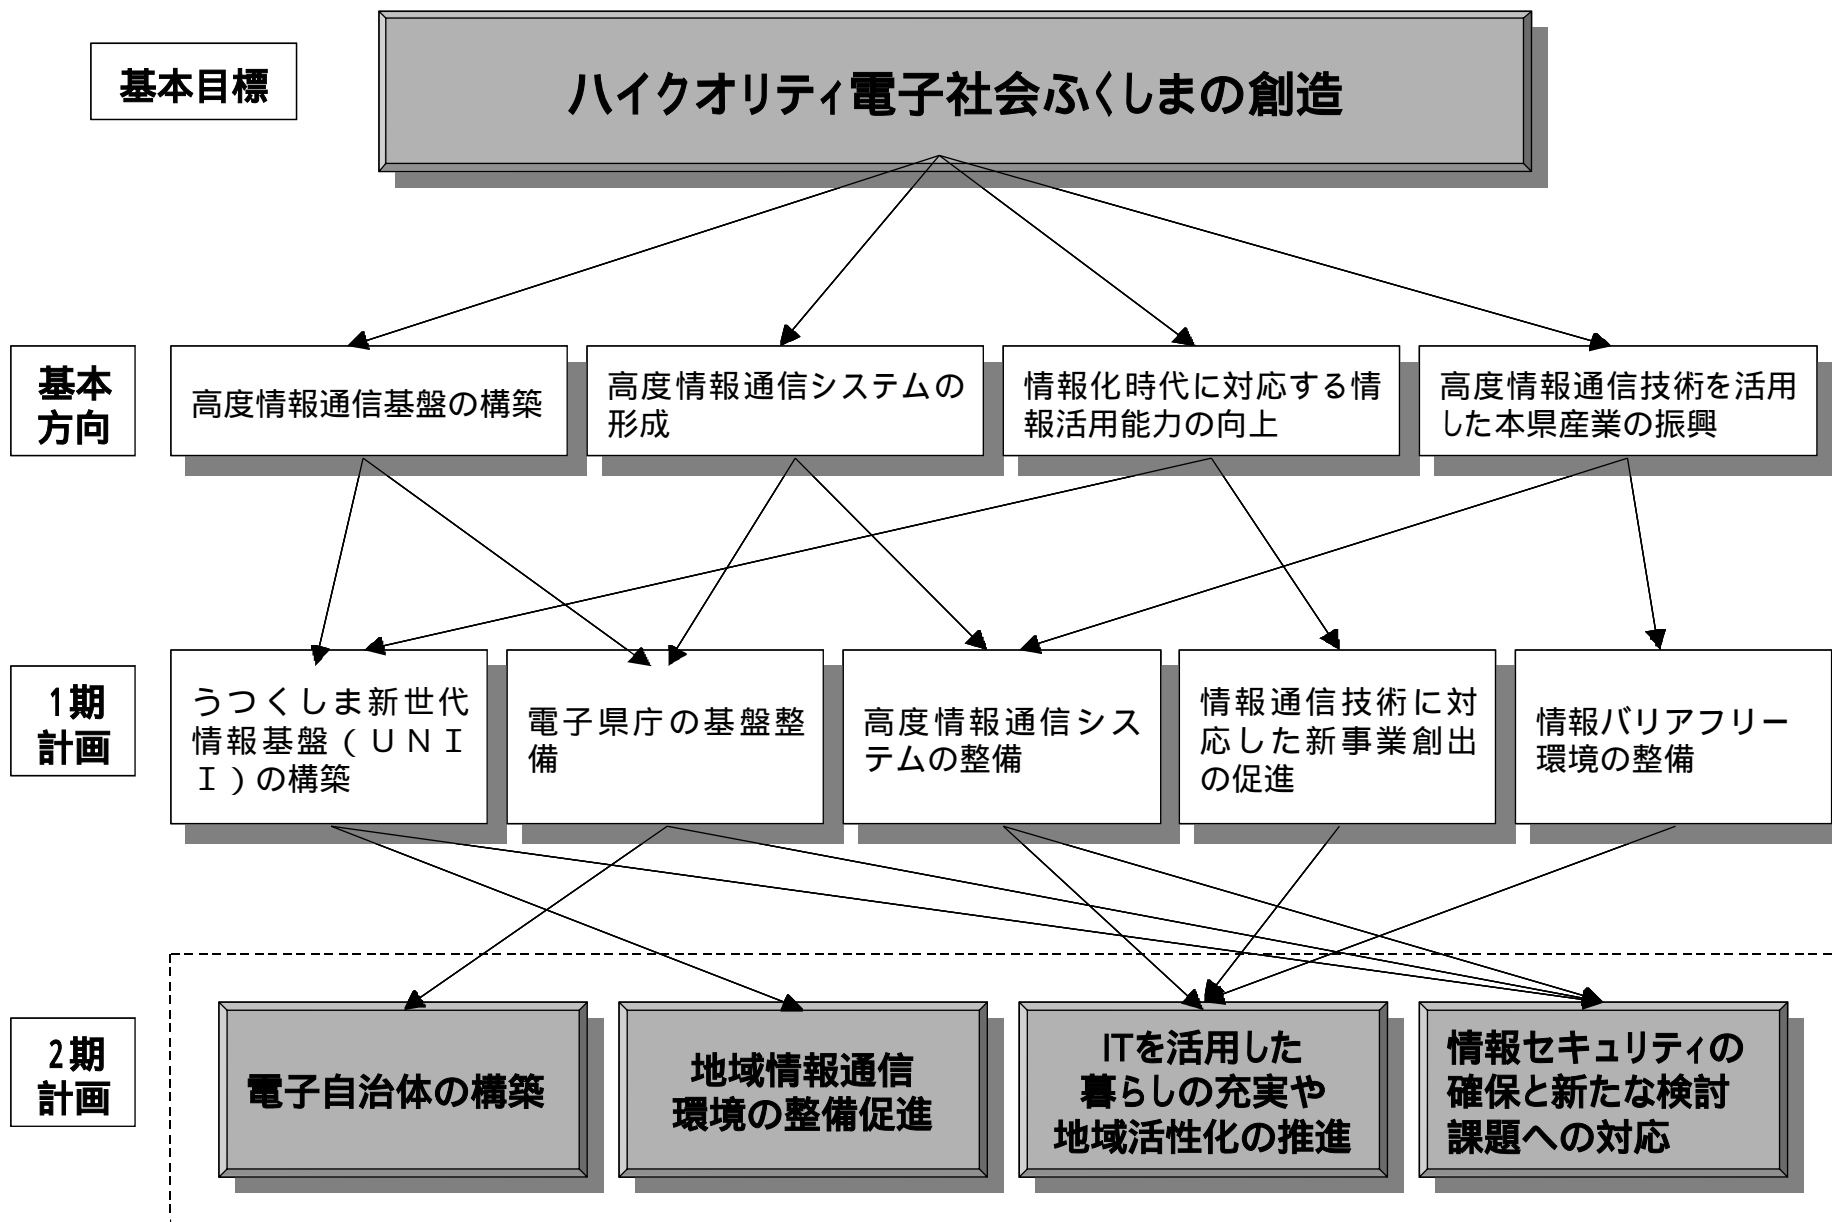 基本目標
ハイクオリティ電子社会ふくしまの創造
基本
方向
高度情報通信基盤の構築
高度情報通信システムの
形成
情報化時代に対応する情
報活用能力の向上
高度情報通信技術を活用
した本県産業の振興
1期
計画
うつくしま新世代
情報基盤（ＵＮＩ
Ｉ）の構築
電子県庁の基盤整
備
高度情報通信シス
テムの整備
情報通信技術に対
応した新事業創出
の促進
情報バリアフリー
環境の整備
2期
計画
電子自治体の構築
地域情報通信
環境の整備促進
ITを活用した
暮らしの充実や
地域活性化の推進
情報セキュリティの
確保と新たな検討
課題への対応